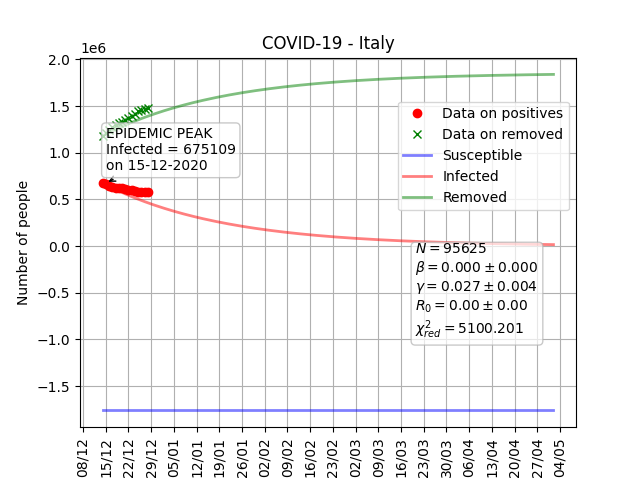 COVID-19 - Italy
1e6
2.0
1.5
1.0
0.5
0.0
−0.5
−1.0
−1.5
Number of people
EPIDEMIC PEAK
Infected = 675109
on 15-12-2020
Data on positives
Data on removed
Susceptible
Infected
Removed
N = 95625
β = 0.000 ± 0.000
γ = 0.027 ± 0.004
R₀ = 0.00 ± 0.00
χ²red = 5100.201
08/12
15/12
22/12
29/12
05/01
12/01
19/01
26/01
02/02
09/02
16/02
23/02
02/03
09/03
16/03
23/03
30/03
06/04
13/04
20/04
27/04
04/05